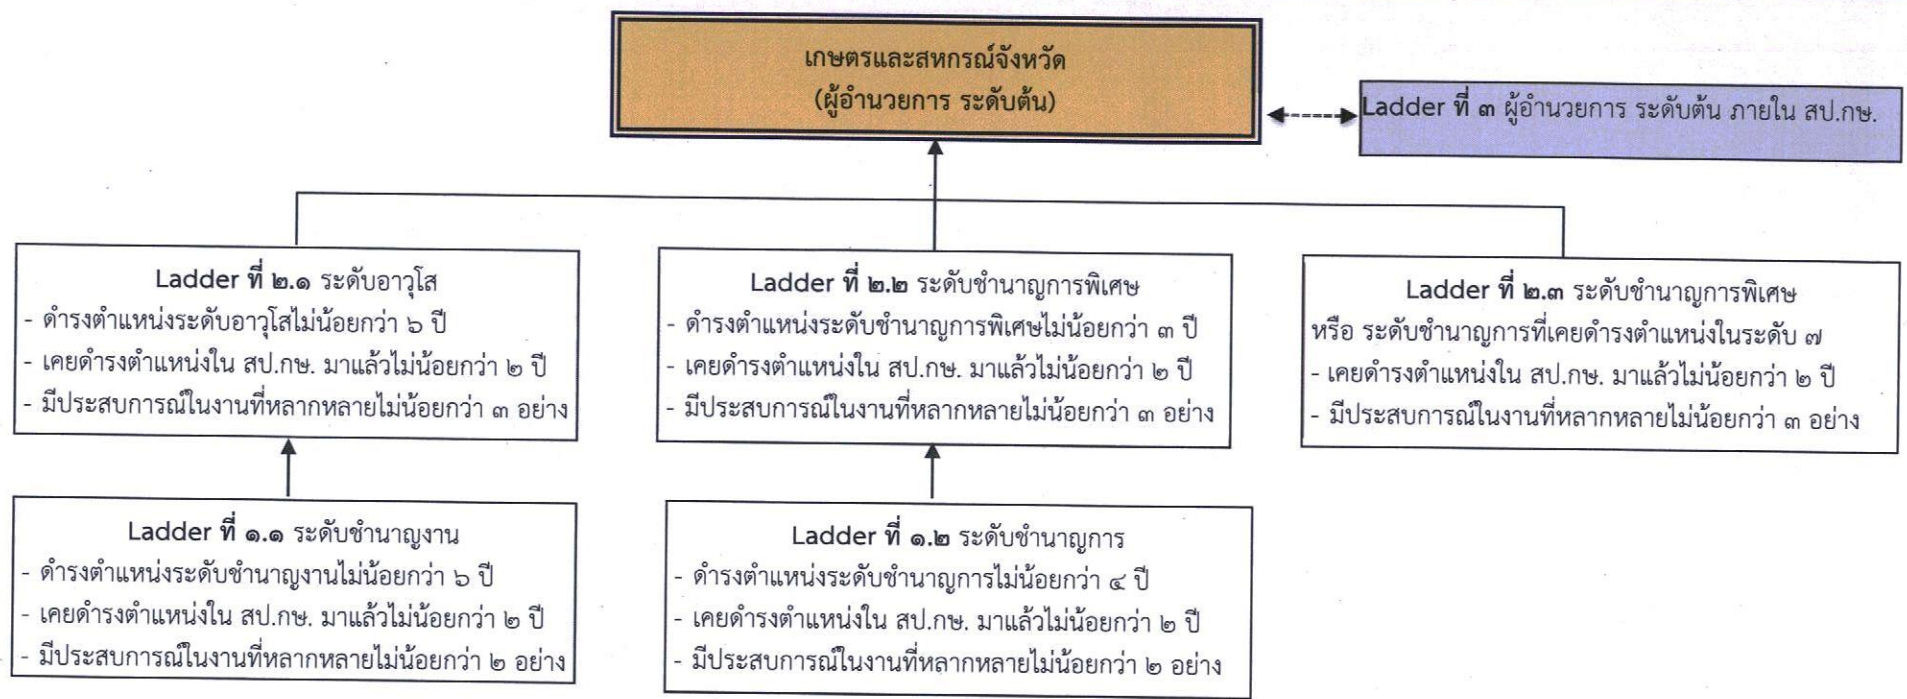 เกษตรและสหกรณ์จังหวัด
(ผู้อำนวยการ ระดับต้น)
Ladder ที่ ๓ ผู้อำนวยการ ระดับต้น ภายใน สป.กษ.
Ladder ที่ ๒.๑ ระดับอาวุโส
- ดำรงตำแหน่งระดับอาวุโสไม่น้อยกว่า ๖ ปี
- เคยดำรงตำแหน่งใน สป.กษ. มาแล้วไม่น้อยกว่า ๒ ปี
- มีประสบการณ์ในงานที่หลากหลายไม่น้อยกว่า ๓ อย่าง
Ladder ที่ ๒.๒ ระดับชำนาญการพิเศษ
- ดำรงตำแหน่งระดับชำนาญการพิเศษไม่น้อยกว่า ๓ ปี
- เคยดำรงตำแหน่งใน สป.กษ. มาแล้วไม่น้อยกว่า ๒ ปี
- มีประสบการณ์ในงานที่หลากหลายไม่น้อยกว่า ๓ อย่าง
Ladder ที่ ๒.๓ ระดับชำนาญการพิเศษ
หรือ ระดับชำนาญการที่เคยดำรงตำแหน่งในระดับ ๗
- เคยดำรงตำแหน่งใน สป.กษ. มาแล้วไม่น้อยกว่า ๒ ปี
- มีประสบการณ์ในงานที่หลากหลายไม่น้อยกว่า ๓ อย่าง
Ladder ที่ ๑.๑ ระดับชำนาญงาน
- ดำรงตำแหน่งระดับชำนาญงานไม่น้อยกว่า ๖ ปี
- เคยดำรงตำแหน่งใน สป.กษ. มาแล้วไม่น้อยกว่า ๒ ปี
- มีประสบการณ์ในงานที่หลากหลายไม่น้อยกว่า ๒ อย่าง
Ladder ที่ ๑.๒ ระดับชำนาญการ
- ดำรงตำแหน่งระดับชำนาญการไม่น้อยกว่า ๔ ปี
- เคยดำรงตำแหน่งใน สป.กษ. มาแล้วไม่น้อยกว่า ๒ ปี
- มีประสบการณ์ในงานที่หลากหลายไม่น้อยกว่า ๒ อย่าง